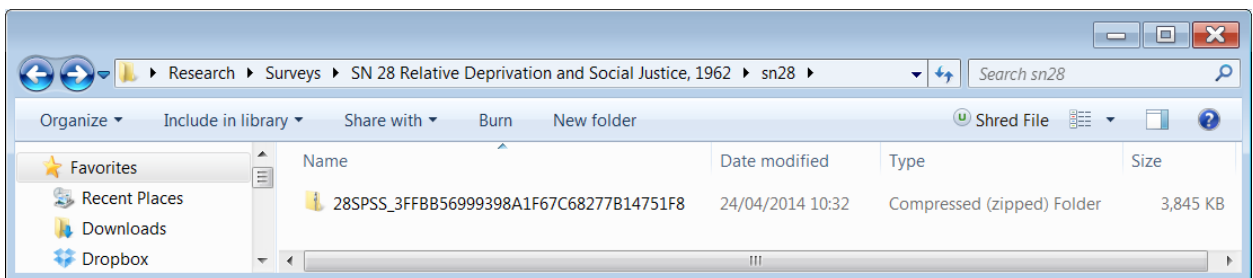 Research Surveys SN 28 Relative Deprivation and Social Justice, 1962 sn28 Search sn28
Organize Include in library Share with Burn New folder Shred File
Favorites
Recent Places
Downloads
Dropbox
Name Date modified Type Size
28SPSS_3FFBB56999398A1F67C68277B14751F8 24/04/2014 10:32 Compressed (zipped) Folder 3,845 KB